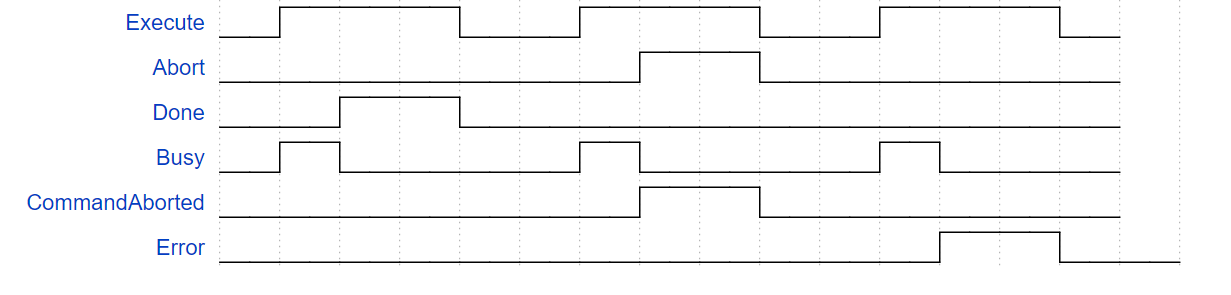 Execute
Abort
Done
Busy
CommandAborted
Error